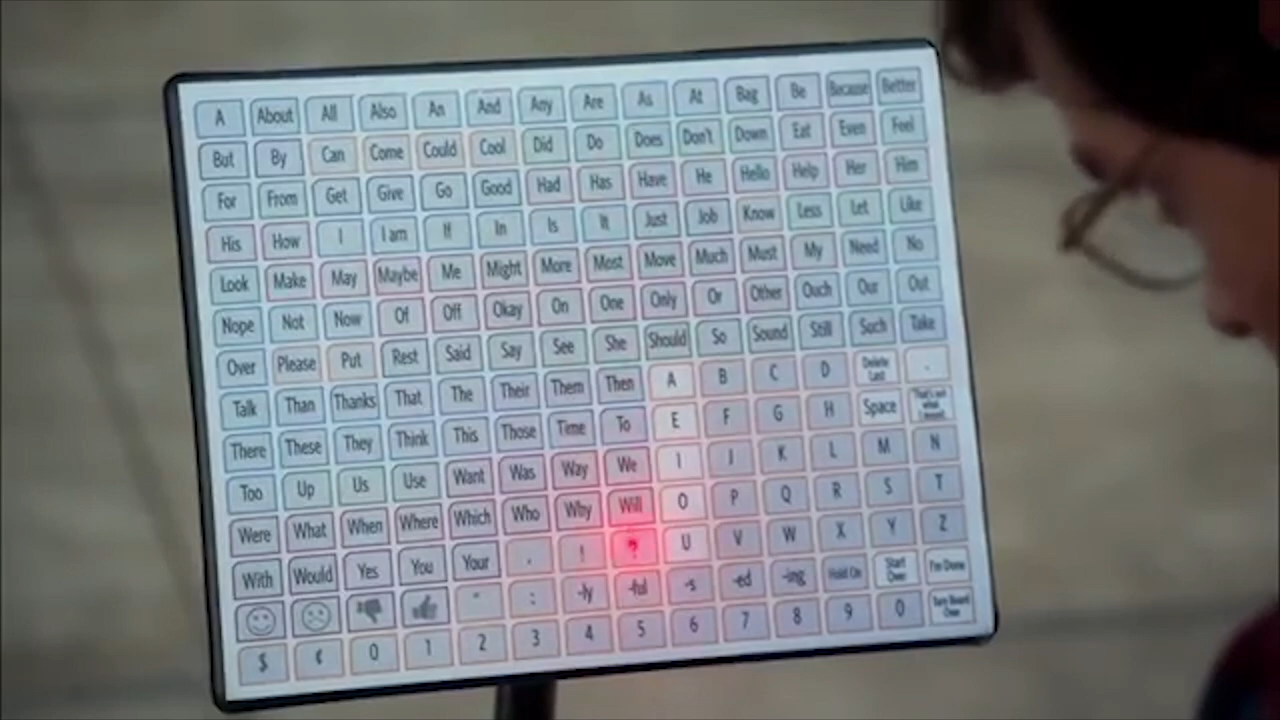 A About All Also An And Any Are As At Bag Be Because Better
But By Can Come Could Cool Did Do Does Don't Down Eat Even Feel
For From Get Give Go Good Had Has Have He Hello Help Her Him
His How I I am If In Is It Just Job Know Less Let Like
Look Make May Maybe Me Might More Most Move Much Must My Need No
Nope Not Now Of Off Okay On One Only Or Other Ouch Our Out
Over Please Put Rest Said Say See She Should So Sound Still Such Take
Talk Than Thanks That The Their Them Then A B C D Delete Last .
There These They Think This Those Time To E F G H Space That's not what I meant
Too Up Us Use Want Was Way We I J K L M N
Were What When Where Which Who Why Will O P Q R S T
With Would Yes You Your , ! ? U V W X Y Z
" : -ly -ful -s -ed -ing Hold On Start Over I'm Done
$ ¢ 0 1 2 3 4 5 6 7 8 9 0 Turn Board Over